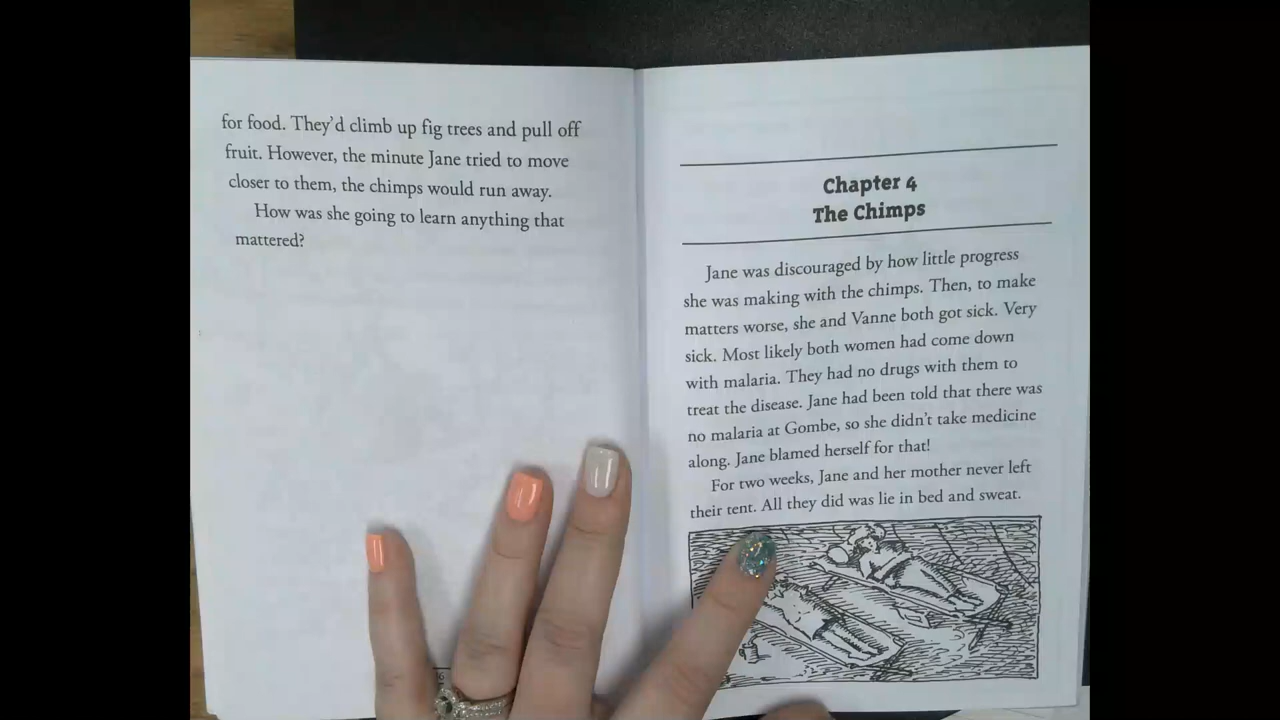 for food. They'd climb up fig trees and pull off
fruit. However, the minute Jane tried to move
closer to them, the chimps would run away.
How was she going to learn anything that
mattered?
Chapter 4
The Chimps
Jane was discouraged by how little progress
she was making with the chimps. Then, to make
matters worse, she and Vanne both got sick. Very
sick. Most likely both women had come down
with malaria. They had no drugs with them to
treat the disease. Jane had been told that there was
no malaria at Gombe, so she didn't take medicine
along. Jane blamed herself for that!
For two weeks, Jane and her mother never left
their tent. All they did was lie in bed and sweat.